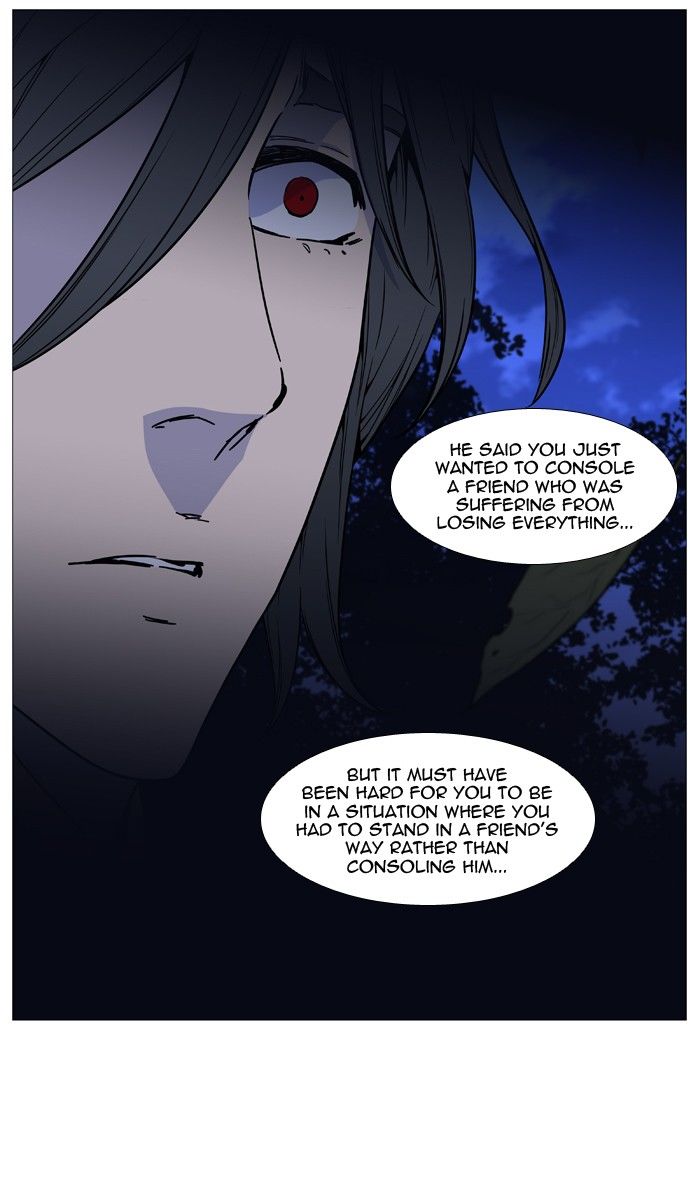 HE SAID YOU JUST
WANTED TO CONSOLE
A FRIEND WHO WAS
SUFFERING FROM
LOSING EVERYTHING...
BUT IT MUST HAVE
BEEN HARD FOR YOU TO BE
IN A SITUATION WHERE YOU
HAD TO STAND IN A FRIEND'S
WAY RATHER THAN
CONSOLING HIM...